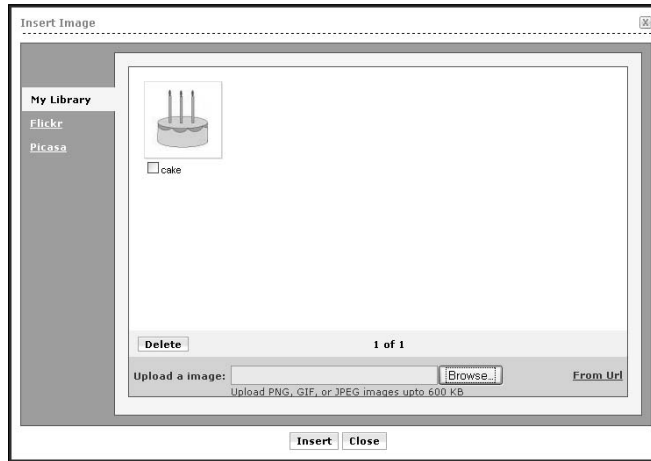 Insert Image
X
My Library
Flickr
Picasa
cake
Delete
1 of 1
Upload a image:
Browse...
From Url
Upload PNG, GIF, or JPEG images upto 600 KB
Insert
Close